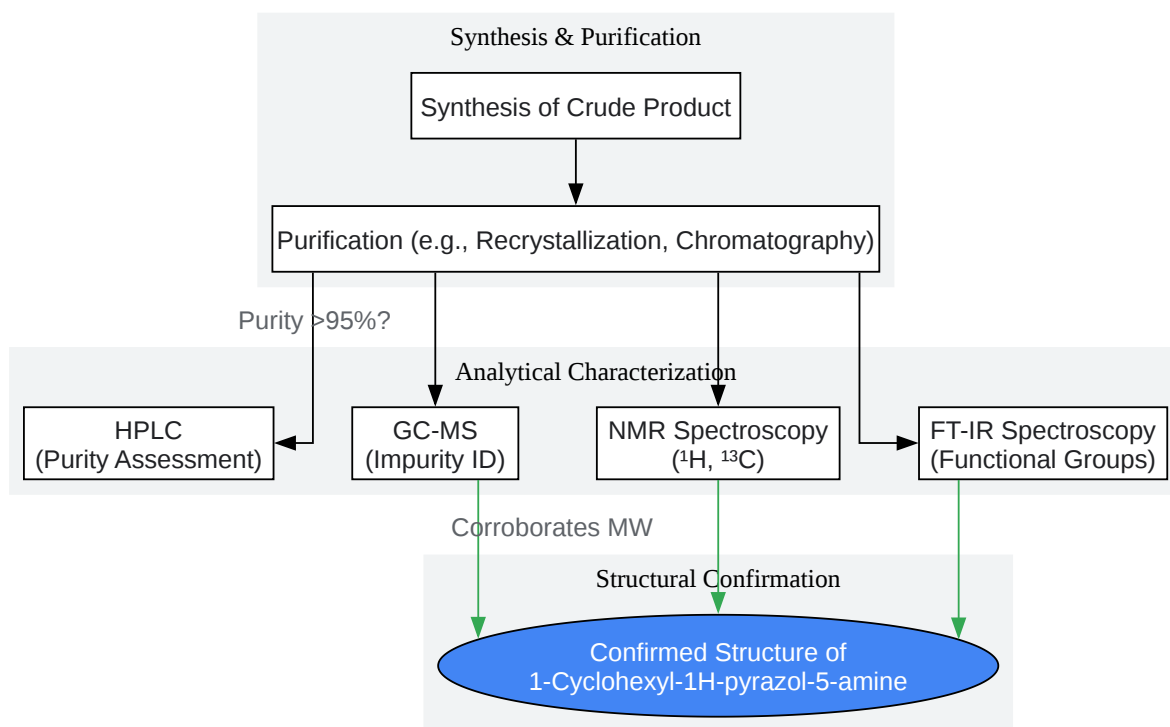 Synthesis & Purification
Synthesis of Crude Product
Purification (e.g., Recrystallization, Chromatography)
Purity >95%?
Analytical Characterization
HPLC
(Purity Assessment)
GC-MS
(Impurity ID)
NMR Spectroscopy
(¹H, ¹³C)
FT-IR Spectroscopy
(Functional Groups)
Corroborates MW
Structural Confirmation
Confirmed Structure of
1-Cyclohexyl-1H-pyrazol-5-amine